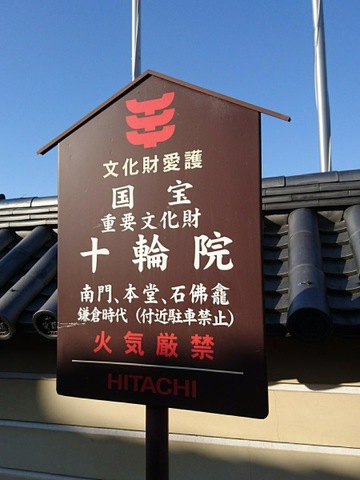 文化財愛護
国宝
重要文化財
十輪院
南門、本堂、石佛龕
鎌倉時代（付近駐車禁止）
火気厳禁
HITACHI